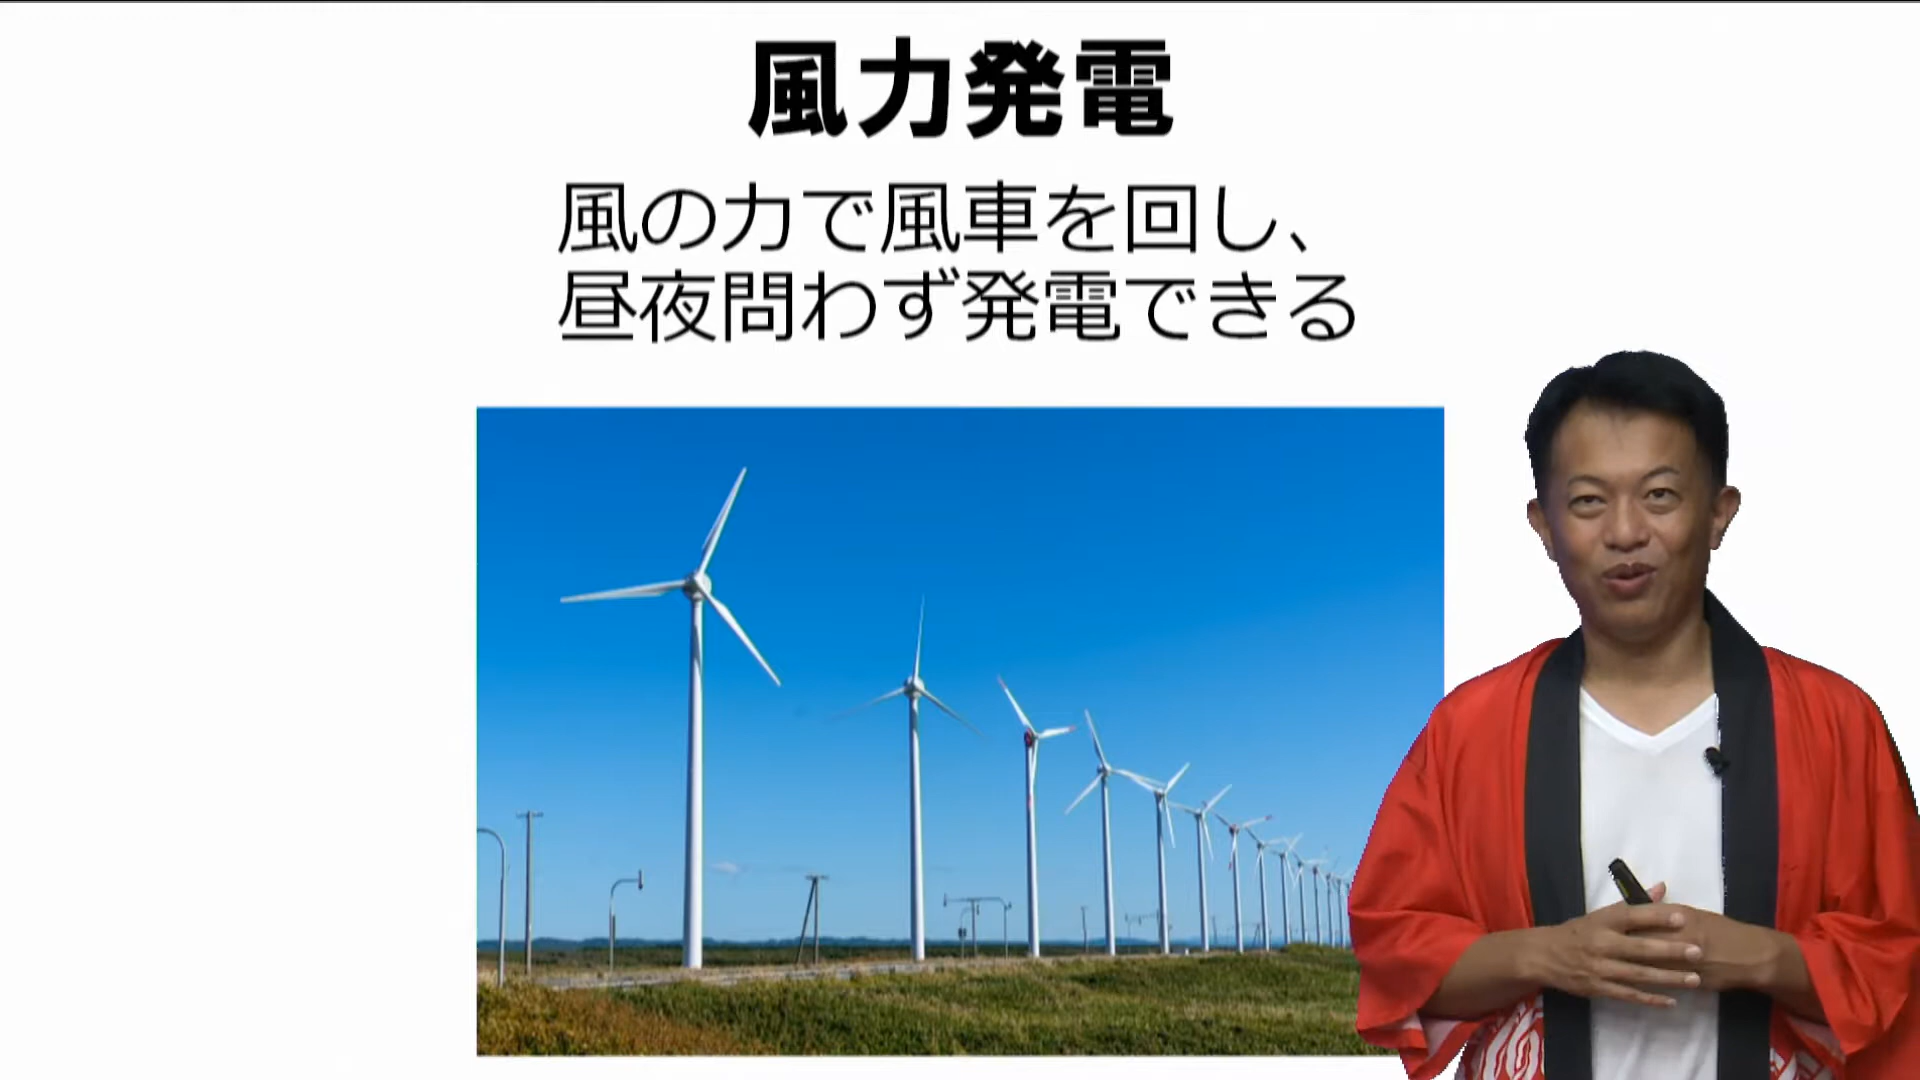 風力発電
風の力で風車を回し、
昼夜問わず発電できる